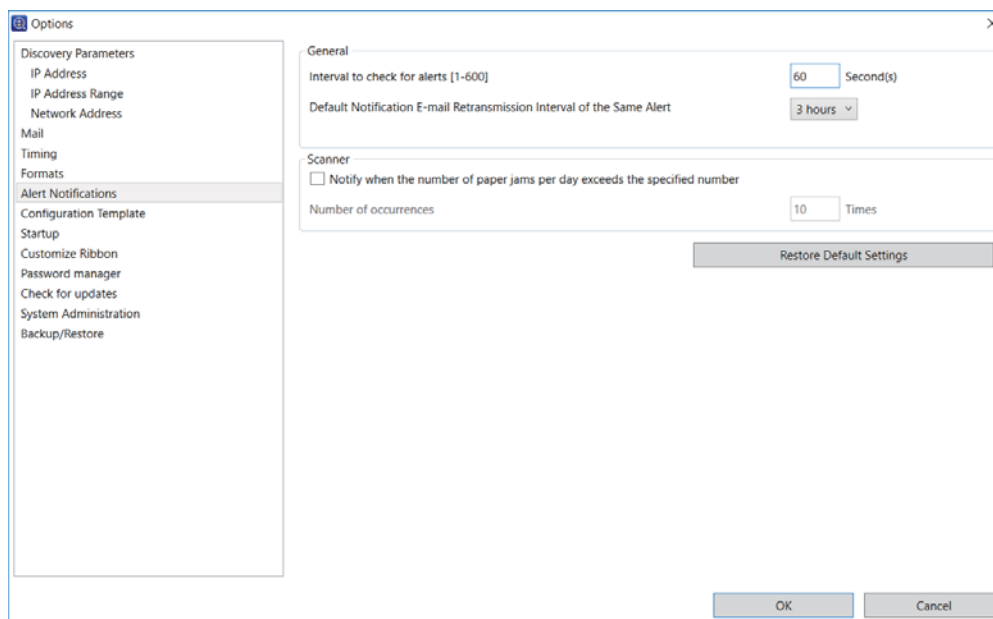 Options
Discovery Parameters
IP Address
IP Address Range
Network Address
Mail
Timing
Formats
Alert Notifications
Configuration Template
Startup
Customize Ribbon
Password manager
Check for updates
System Administration
Backup/Restore
General
Interval to check for alerts [1-600] 60 Second(s)
Default Notification E-mail Retransmission Interval of the Same Alert 3 hours
Scanner
Notify when the number of paper jams per day exceeds the specified number
Number of occurrences 10 Times
Restore Default Settings
OK Cancel